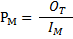 P_M = O_T / I_M